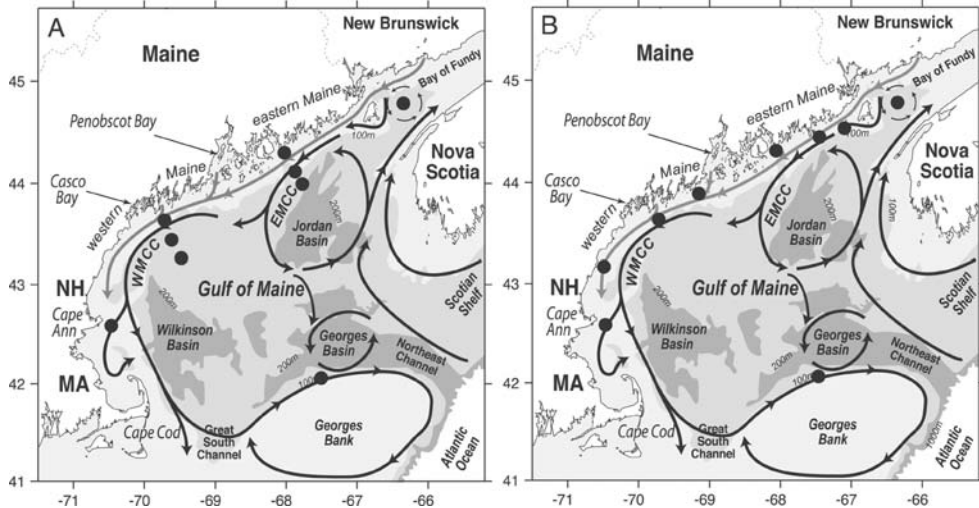 A
New Brunswick
Maine
45
Bay of Fundy
eastern Maine
Penobscot Bay
100m
Nova
Scotia
Maine
44
Casco
Bay
western
EMCC
200m
100m
Jordan
Basin
WMCC
43
NH
Gulf of Maine
Scotian
Shelf
Cape
Ann
200m
Wilkinson
Basin
Georges
Basin
Northeast
Channel
200m
42
MA
100m
Cape Cod
Great
South
Channel
Georges
Bank
Atlantic
Ocean
41
-71
-70
-69
-68
-67
-66
B
New Brunswick
Maine
45
Bay of Fundy
eastern Maine
Penobscot Bay
100m
Nova
Scotia
Maine
44
Casco
Bay
western
EMCC
200m
100m
Jordan
Basin
WMCC
43
NH
Gulf of Maine
Scotian
Shelf
Cape
Ann
200m
Wilkinson
Basin
Georges
Basin
Northeast
Channel
200m
42
MA
100m
Cape Cod
Great
South
Channel
Georges
Bank
1000m
Atlantic
Ocean
41
-71
-70
-69
-68
-67
-66